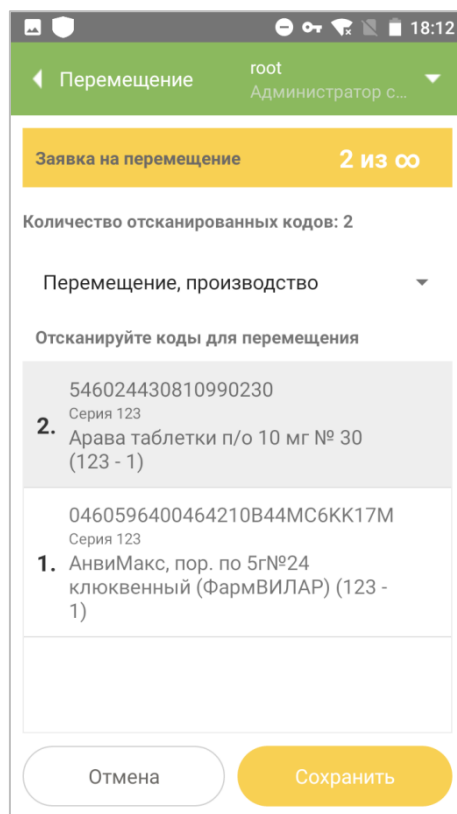 18:12
Перемещение
root
Администратор с...
Заявка на перемещение 2 из ∞
Количество отсканированных кодов: 2
Перемещение, производство
Отсканируйте коды для перемещения
546024430810990230
Серия 123
2. Арава таблетки п/о 10 мг № 30
(123 - 1)
0460596400464210B44MC6KK17M
Серия 123
1. АнвиМакс, пор. по 5г№24
клюквенный (ФармВИЛАР) (123 -
1)
Отмена
Сохранить